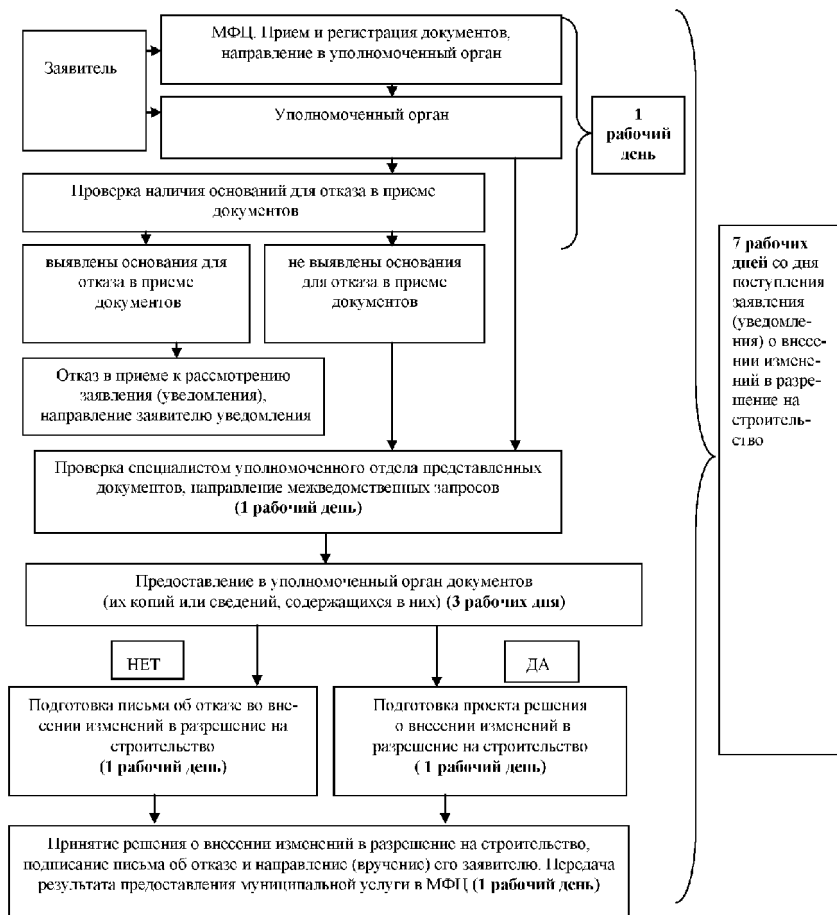 МФЦ. Прием и регистрация документов,
направление в уполномоченный орган
Заявитель
Уполномоченный орган
1
рабочий
день
Проверка наличия оснований для отказа в приеме
документов
выявлены основания для
отказа в приеме
документов
не выявлены основания
для отказа в приеме
документов
Отказ в приеме к рассмотрению
заявления (уведомления),
направление заявителю уведомления
7 рабочих
дней со дня
поступления
заявления
(уведомле-
ния) о внесе-
нии измене-
ний в разре-
шение на
строитель-
ство
Проверка специалистом уполномоченного отдела представленных
документов, направление межведомственных запросов
(1 рабочий день)
Предоставление в уполномоченный орган документов
(их копий или сведений, содержащихся в них) (3 рабочих дня)
НЕТ
ДА
Подготовка письма об отказе во вне-
сении изменений в разрешение на
строительство
(1 рабочий день)
Подготовка проекта решения
о внесении изменений в
разрешение на строительство
( 1 рабочий день)
Принятие решения о внесении изменений в разрешение на строительство,
подписание письма об отказе и направление (вручение) его заявителю. Передача
результата предоставления муниципальной услуги в МФЦ (1 рабочий день)